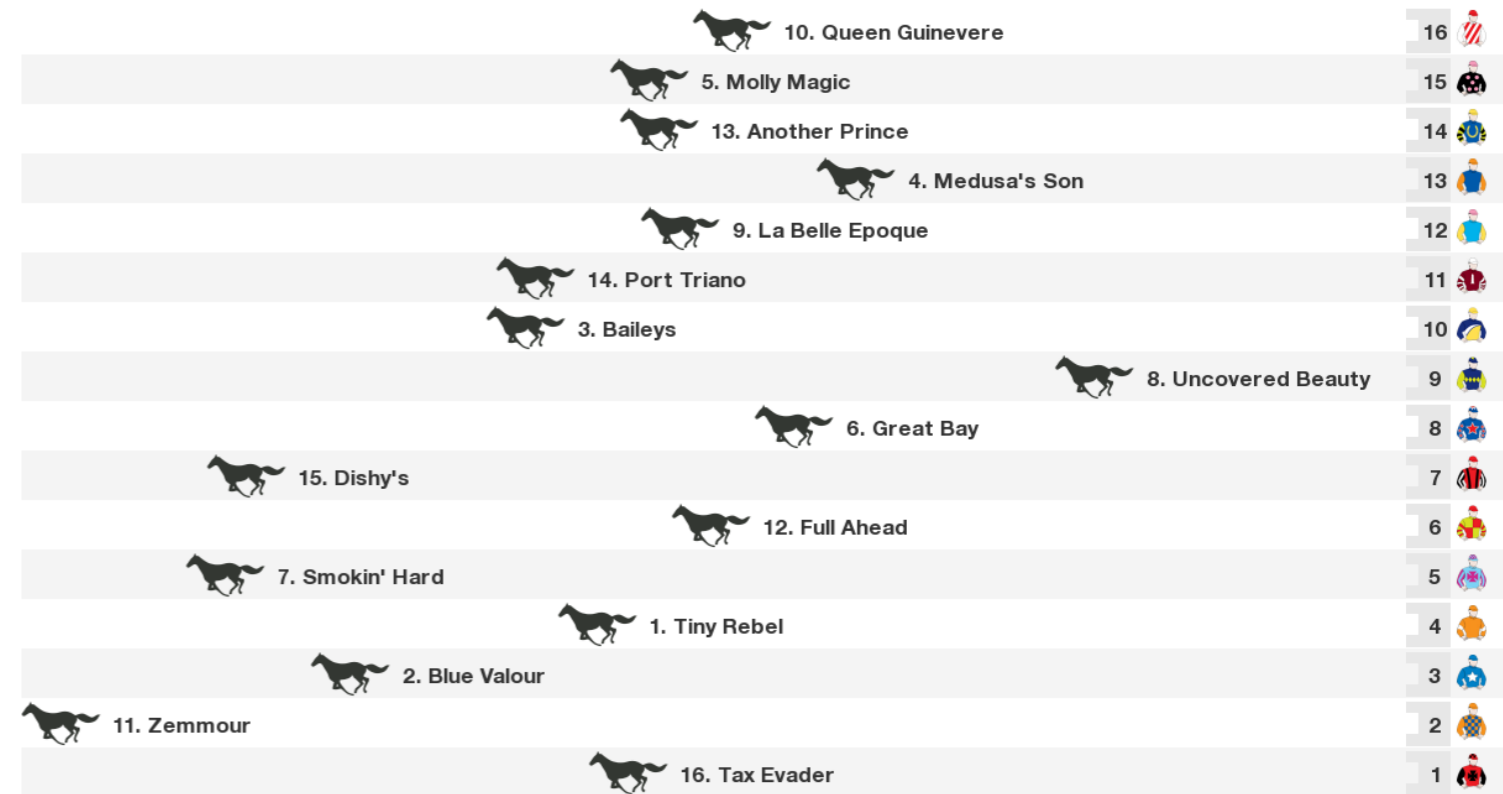 10. Queen Guinevere 16
5. Molly Magic 15
13. Another Prince 14
4. Medusa's Son 13
9. La Belle Epoque 12
14. Port Triano 11
3. Baileys 10
8. Uncovered Beauty 9
6. Great Bay 8
15. Dishy's 7
12. Full Ahead 6
7. Smokin' Hard 5
1. Tiny Rebel 4
2. Blue Valour 3
11. Zemmour 2
16. Tax Evader 1